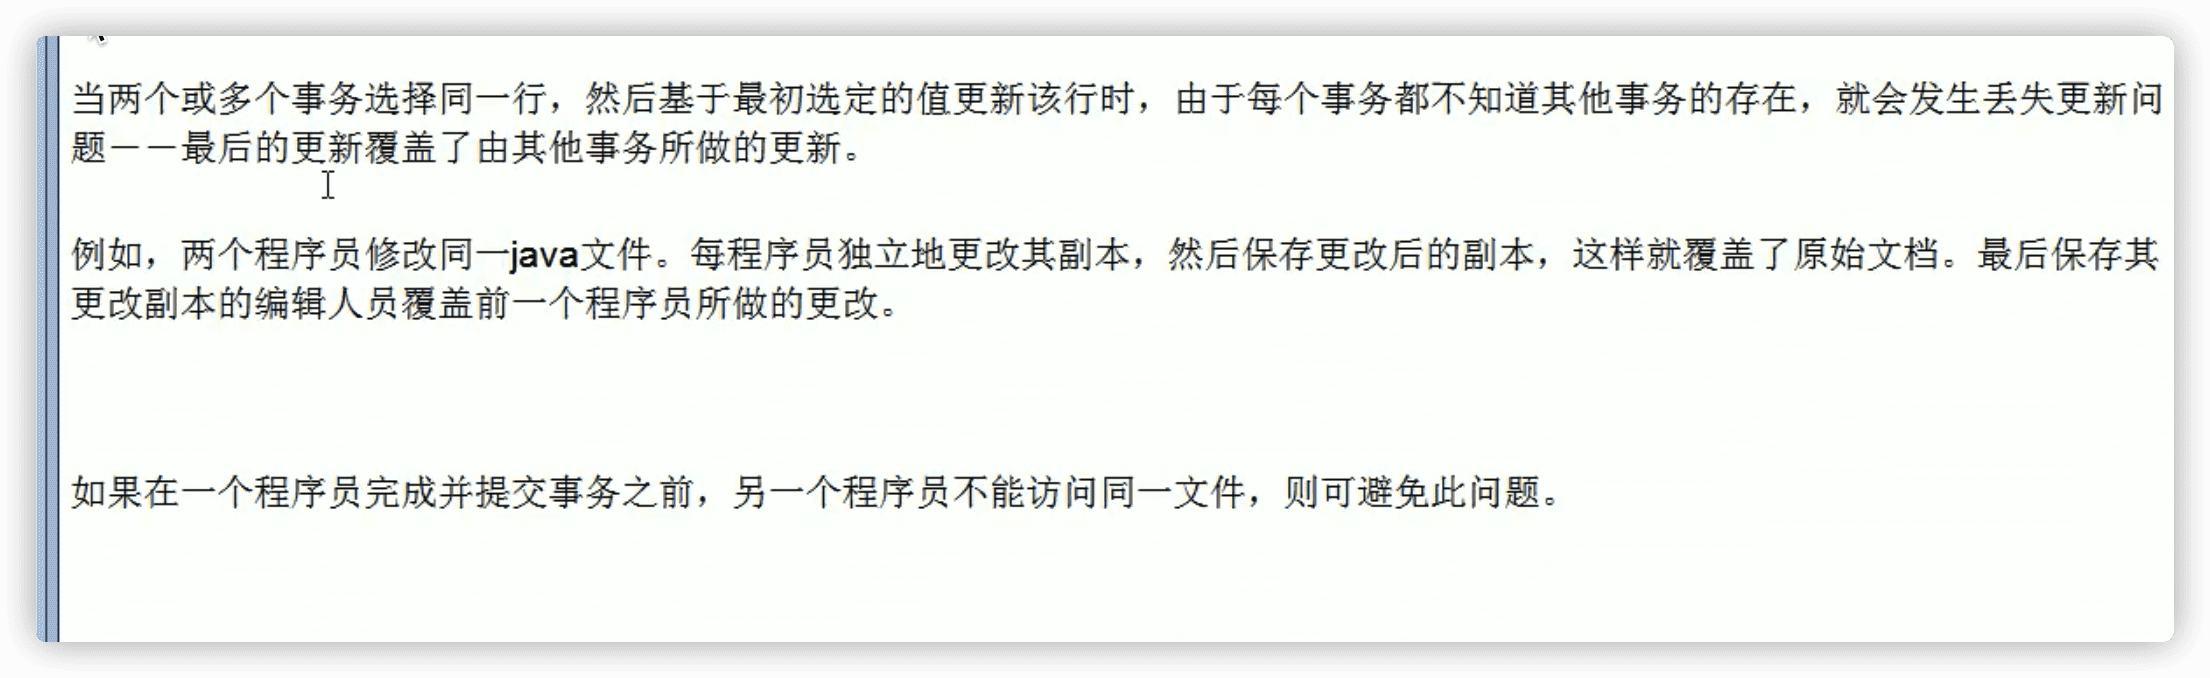 当两个或多个事务选择同一行，然后基于最初选定的值更新该行时，由于每个事务都不知道其他事务的存在，就会发生丢失更新问
题－－最后的更新覆盖了由其他事务所做的更新。
例如，两个程序员修改同一java文件。每程序员独立地更改其副本，然后保存更改后的副本，这样就覆盖了原始文档。最后保存其
更改副本的编辑人员覆盖前一个程序员所做的更改。
如果在一个程序员完成并提交事务之前，另一个程序员不能访问同一文件，则可避免此问题。